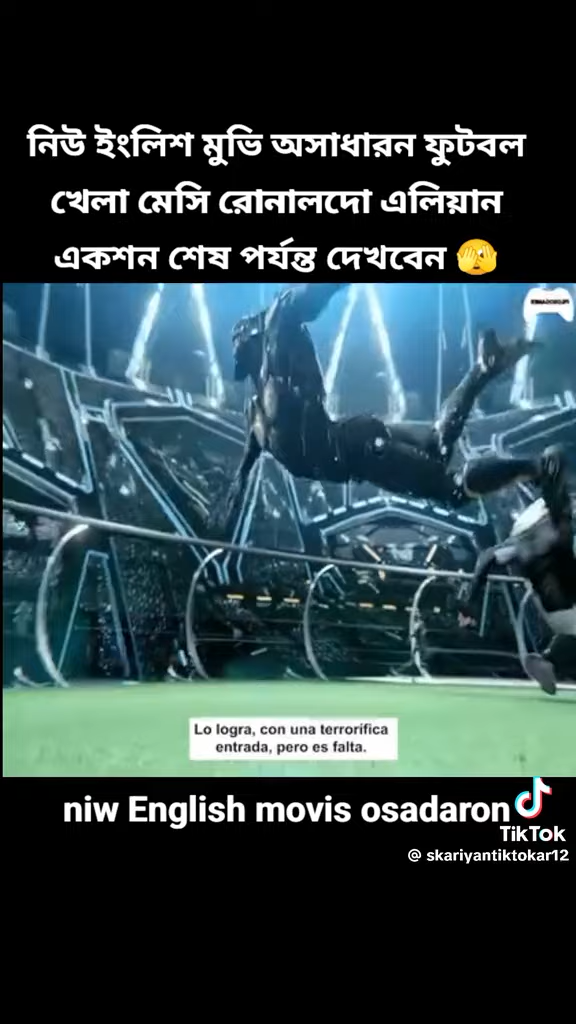 নিউ ইংলিশ মুভি অসাধারন ফুটবল
খেলা মেসি রোনালদো এলিয়ান
একশন শেষ পর্যন্ত দেখবেন 🫣
Lo logra, con una terrorífica
entrada, pero es falta.
niw English movis osadaron
TikTok
@ skariyantiktokar12